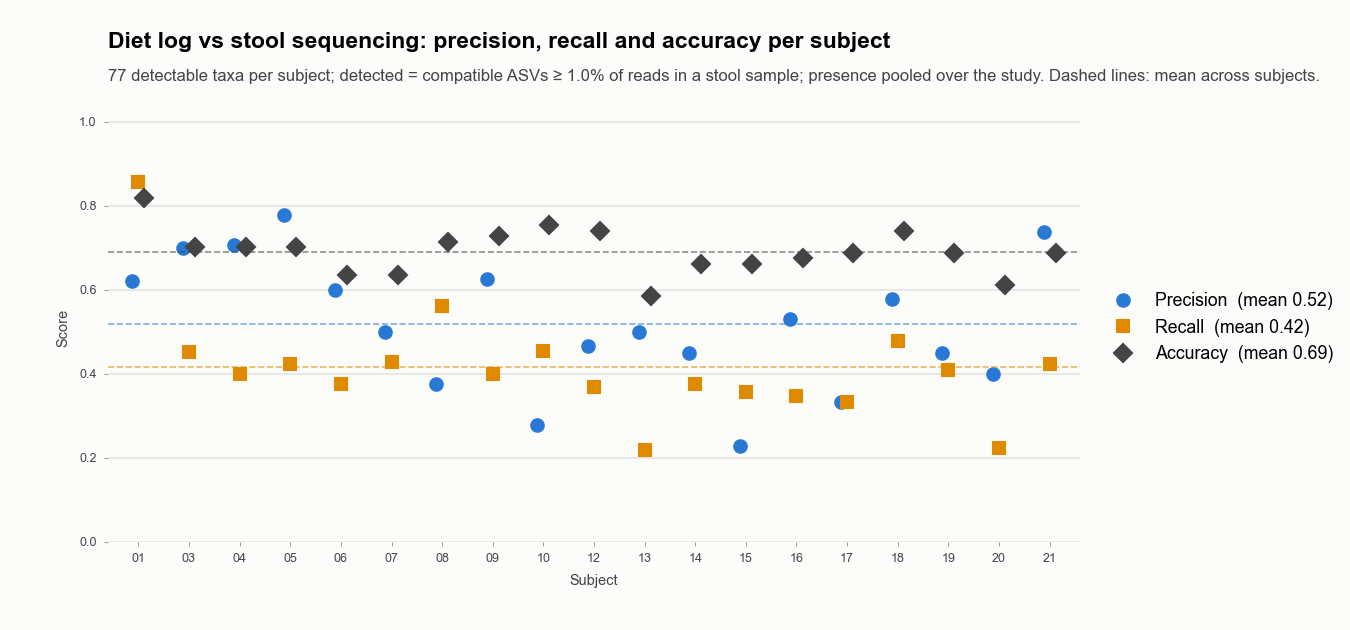 Diet log vs stool sequencing: precision, recall and accuracy per subject
77 detectable taxa per subject; detected = compatible ASVs ≥ 1.0% of reads in a stool sample; presence pooled over the study. Dashed lines: mean across subjects.
1.0
0.8
0.6
0.4
0.2
0.0
Score
01 03 04 05 06 07 08 09 10 12 13 14 15 16 17 18 19 20 21
Subject
Precision (mean 0.52)
Recall (mean 0.42)
Accuracy (mean 0.69)